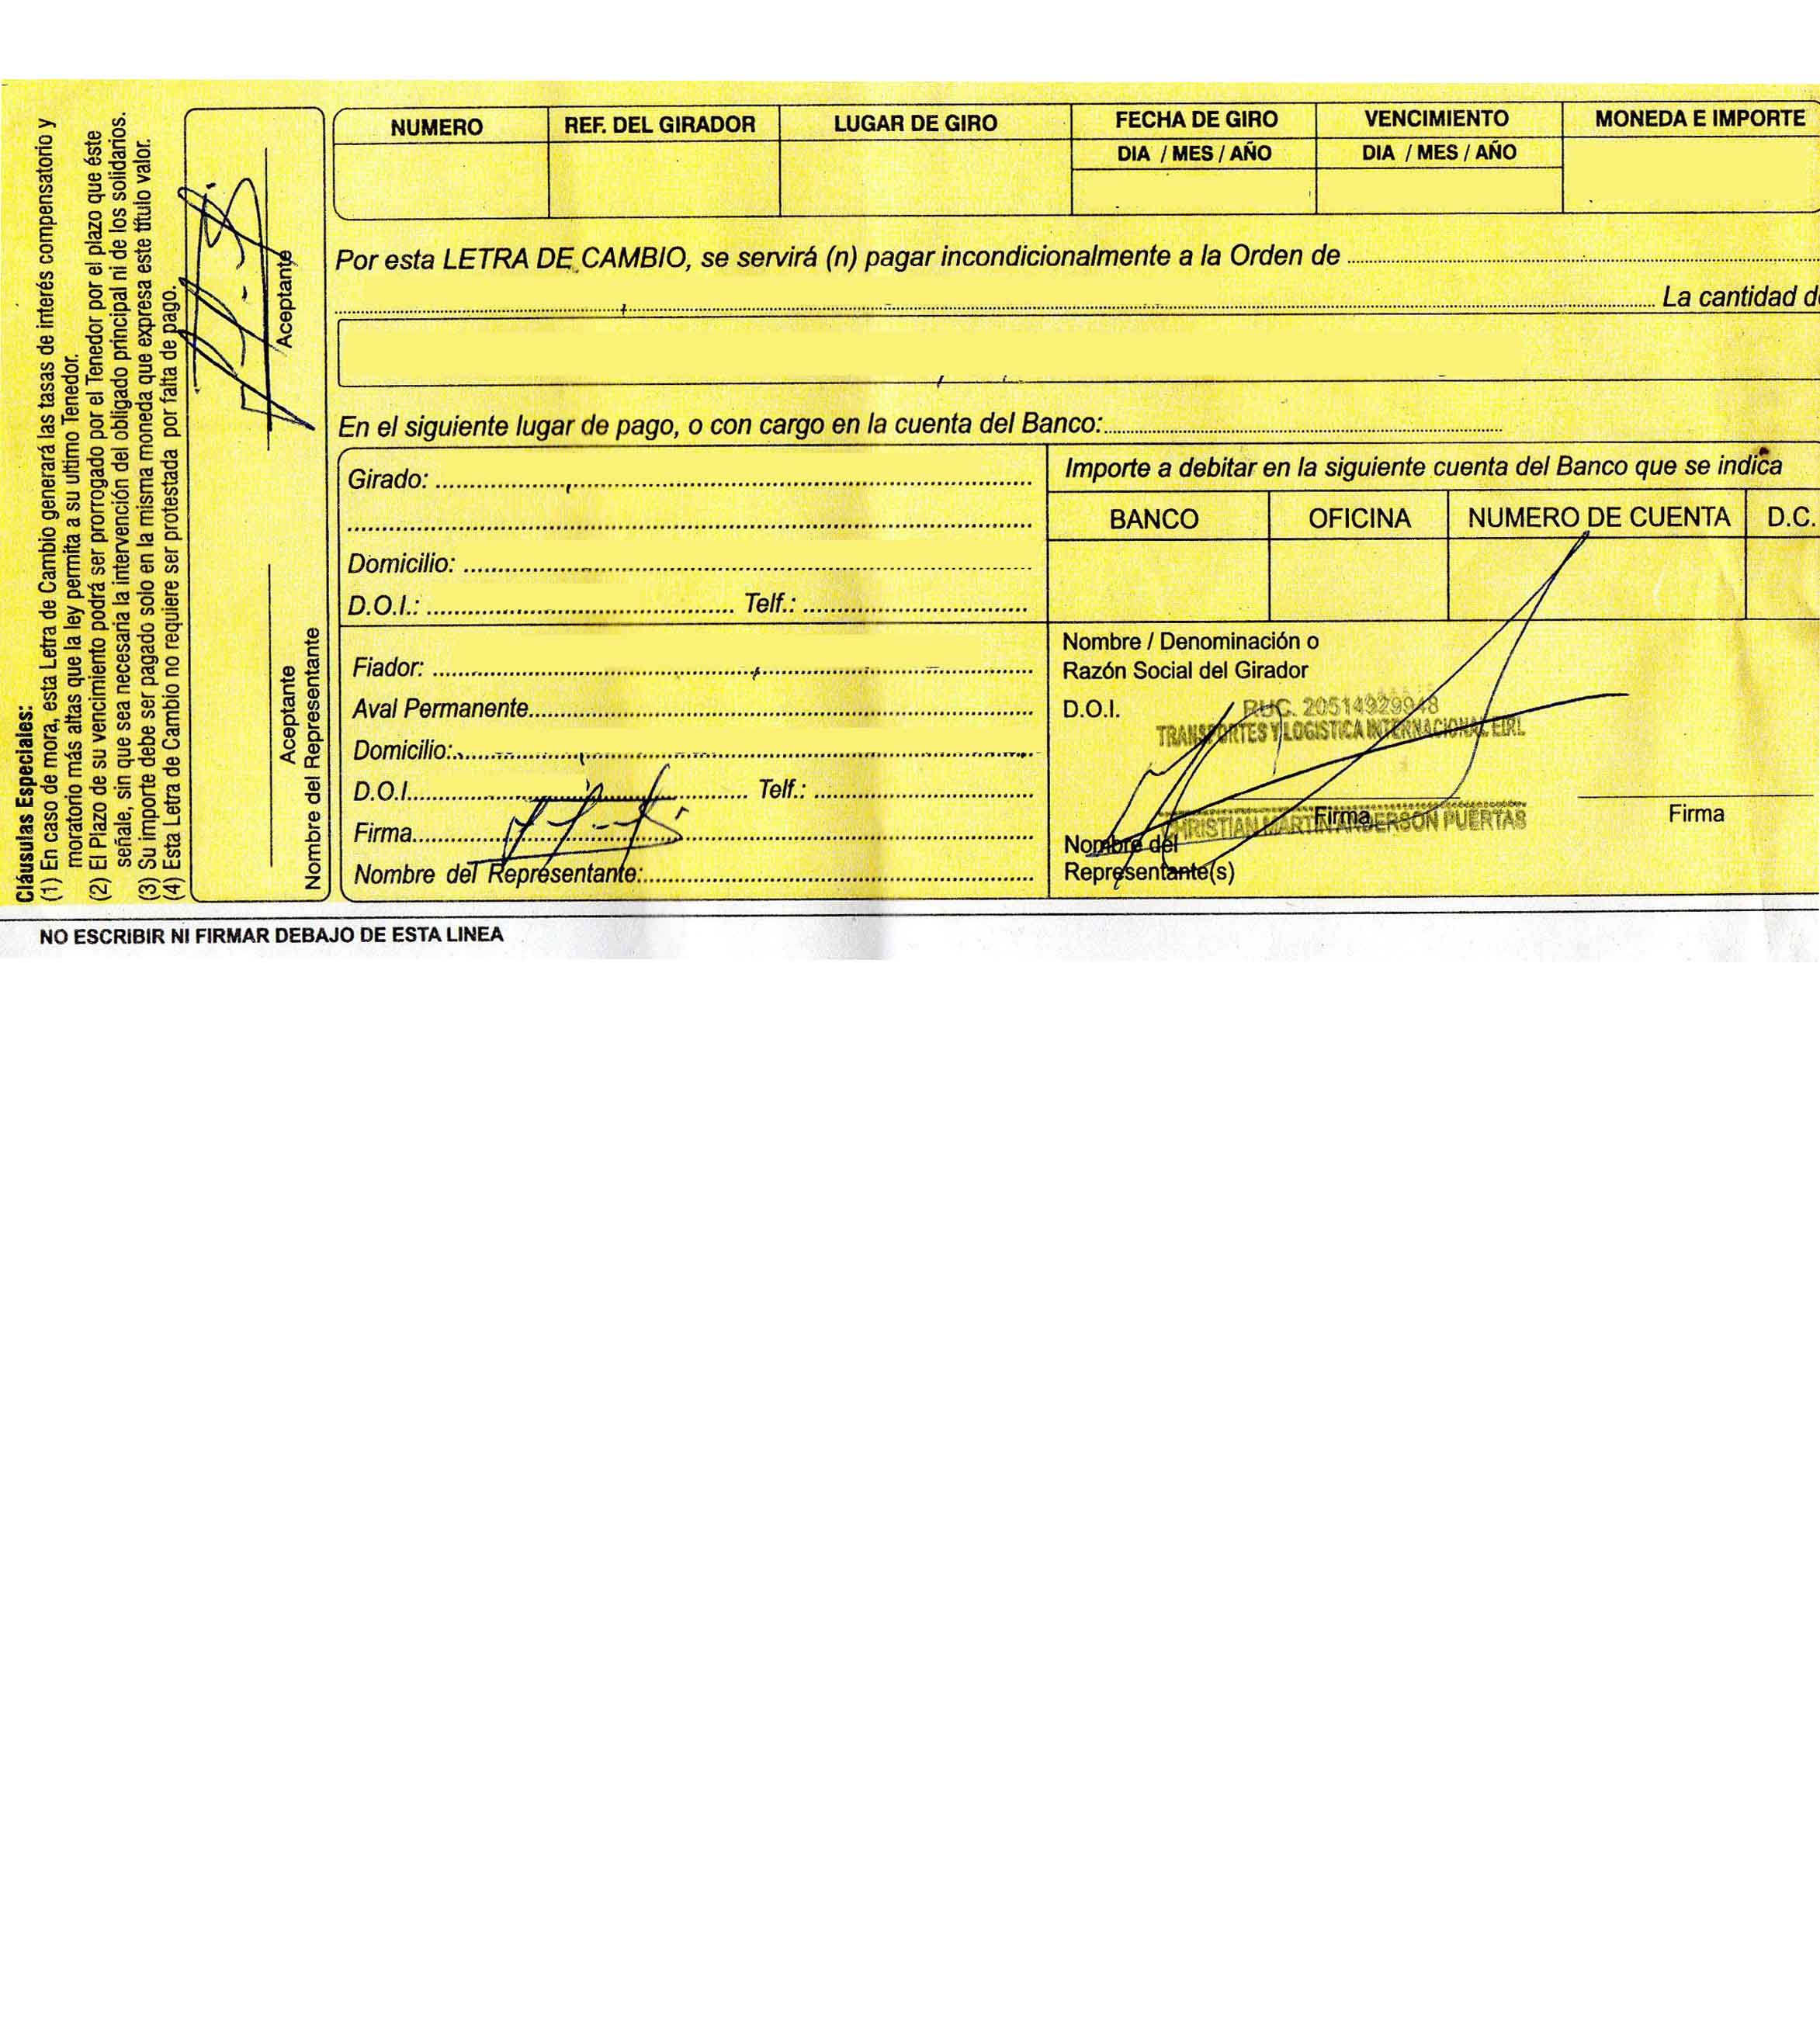 Cláusulas Especiales:
(1) En caso de mora, esta Letra de Cambio generará las tasas de interés compensatorio y
moratorio más altas que la ley permita a su ultimo Tenedor.
(2) El Plazo de su vencimiento podrá ser prorrogado por el Tenedor por el plazo que éste
señale, sin que sea necesaria la intervención del obligado principal ni de los solidarios.
(3) Su importe debe ser pagado solo en la misma moneda que expresa este título valor.
(4) Esta Letra de Cambio no requiere ser protestada por falta de pago.
Aceptante
Aceptante
Nombre del Representante
NUMERO REF. DEL GIRADOR LUGAR DE GIRO FECHA DE GIRO VENCIMIENTO MONEDA E IMPORTE
DIA / MES / AÑO DIA / MES / AÑO
Por esta LETRA DE CAMBIO, se servirá (n) pagar incondicionalmente a la Orden de
La cantidad d
En el siguiente lugar de pago, o con cargo en la cuenta del Banco:
Girado:
Domicilio:
D.O.I.: Telf.:
Importe a debitar en la siguiente cuenta del Banco que se indica
BANCO OFICINA NUMERO DE CUENTA D.C.
Fiador:
Aval Permanente
Domicilio:
D.O.I. Telf.:
Firma
Nombre del Representante:
Nombre / Denominación o
Razón Social del Girador
D.O.I. RUC. 20514929948
TRANSPORTES Y LOGISTICA INTERNACIONAL EIRL
Firma Firma
CHRISTIAN MARTIN ANDERSON PUERTAS
Nombre del
Representante(s)
NO ESCRIBIR NI FIRMAR DEBAJO DE ESTA LINEA